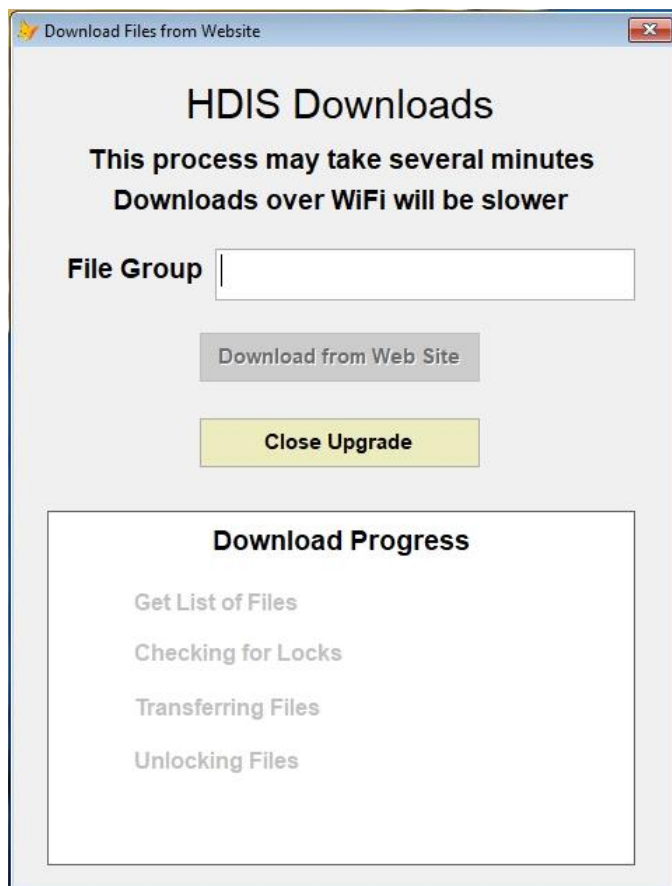 Download Files from Website
HDIS Downloads
This process may take several minutes
Downloads over WiFi will be slower
File Group
Download from Web Site
Close Upgrade
Download Progress
Get List of Files
Checking for Locks
Transferring Files
Unlocking Files